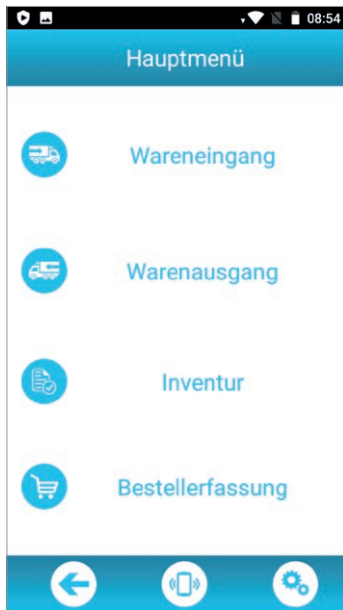 08:54
Hauptmenü
Wareneingang
Warenausgang
Inventur
Bestellerfassung